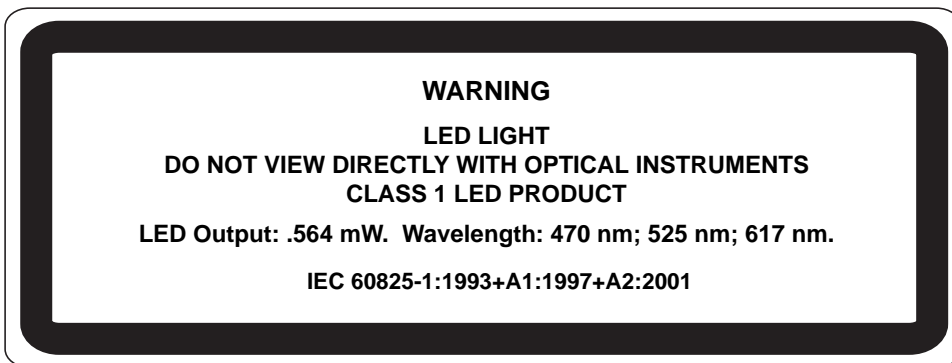 WARNING
LED LIGHT
DO NOT VIEW DIRECTLY WITH OPTICAL INSTRUMENTS
CLASS 1 LED PRODUCT
LED Output: .564 mW.  Wavelength: 470 nm; 525 nm; 617 nm.
IEC 60825-1:1993+A1:1997+A2:2001